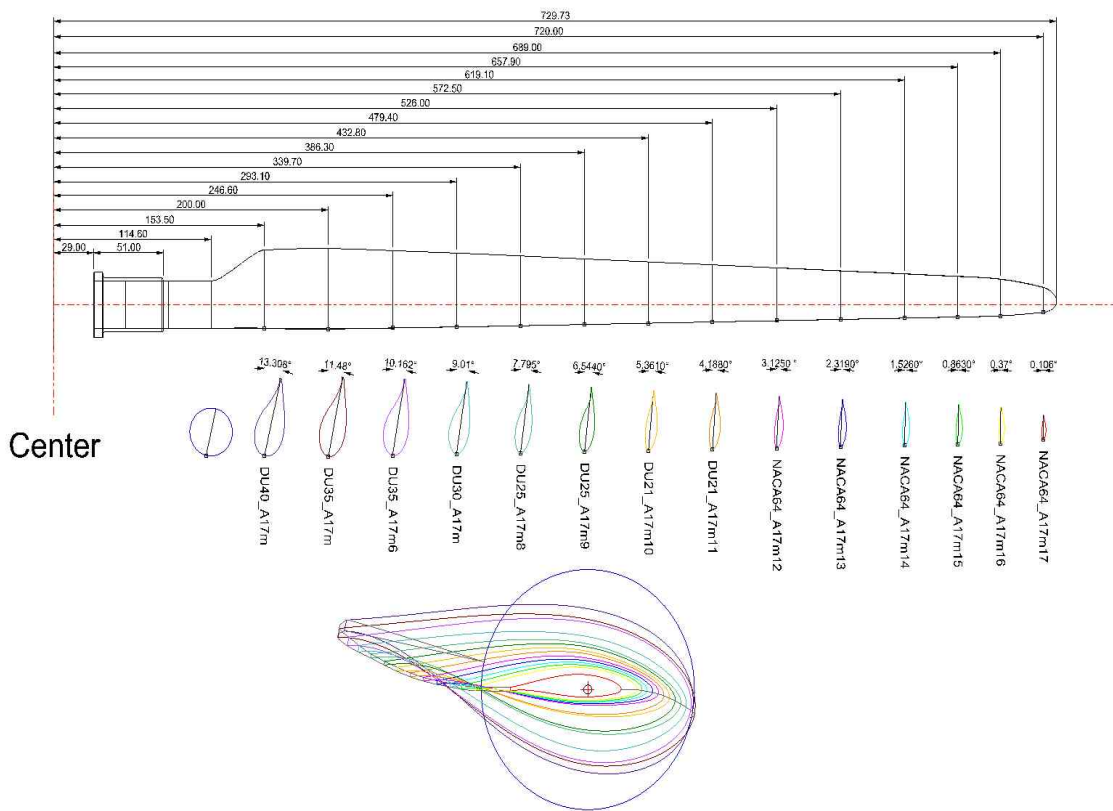 729.73
720.00
689.00
657.90
619.10
572.50
526.00
479.40
432.80
386.30
339.70
293.10
246.60
200.00
153.50
114.60
29.00 51.00
13.308° 11.48° 10.162° 9.01° 7.795° 6.5440° 5.3610° 4.1880° 3.1250 ° 2.3190° 1.5260° 0.8630° 0.37° 0.106°
Center
DU40_A17m
DU35_A17m
DU35_A17m6
DU30_A17m
DU25_A17m8
DU25_A17m9
DU21_A17m10
DU21_A17m11
NACA64_A17m12
NACA64_A17m13
NACA64_A17m14
NACA64_A17m15
NACA64_A17m16
NACA64_A17m17